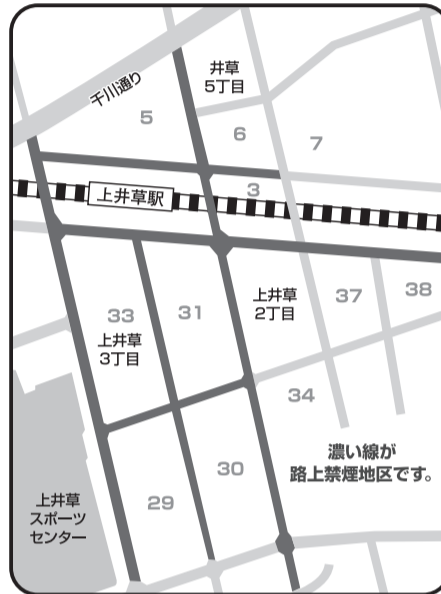 千川通り
井草
5丁目
5
6
7
3
上井草駅
33
上井草
3丁目
31
上井草
2丁目
37
38
34
濃い線が
路上禁煙地区です。
30
29
上井草
スポーツ
センター